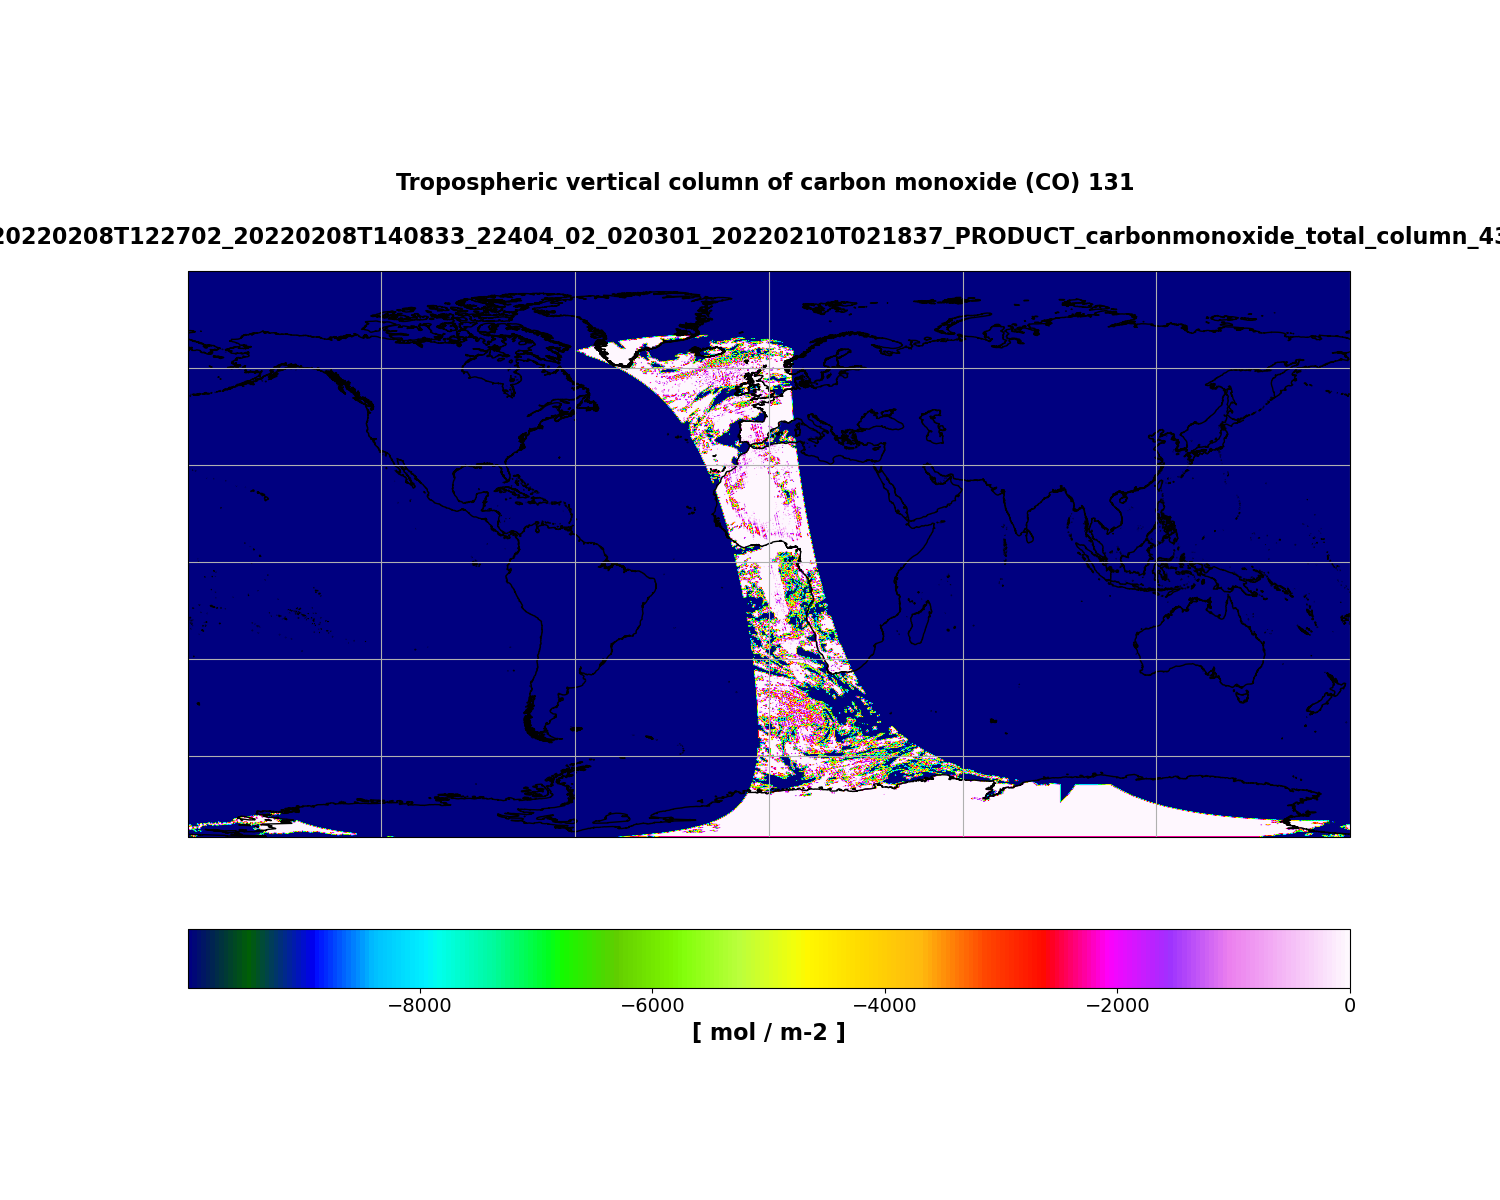 Tropospheric vertical column of carbon monoxide (CO) 131
20220208T122702_20220208T140833_22404_02_020301_20220210T021837_PRODUCT_carbonmonoxide_total_column_43
−8000 −6000 −4000 −2000 0
[ mol / m-2 ]